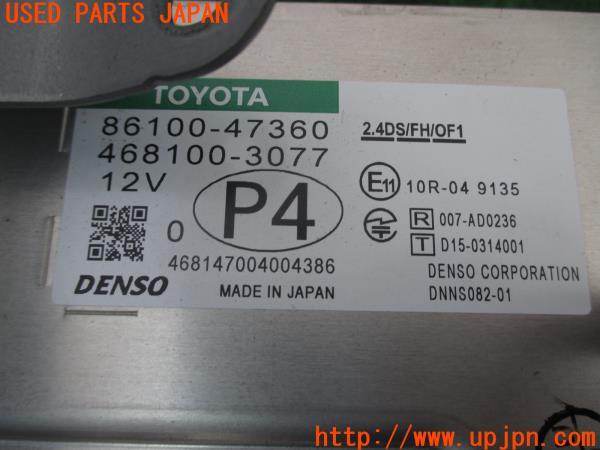 USED PARTS JAPAN
TOYOTA
86100-47360
468100-3077
12V
P4
0
468147004004386
DENSO
MADE IN JAPAN
2.4DS/FH/OF1
E11 10R-04 9135
R 007-AD0236
T D15-0314001
DENSO CORPORATION
DNNS082-01
UPJ
http://www.upjpn.com